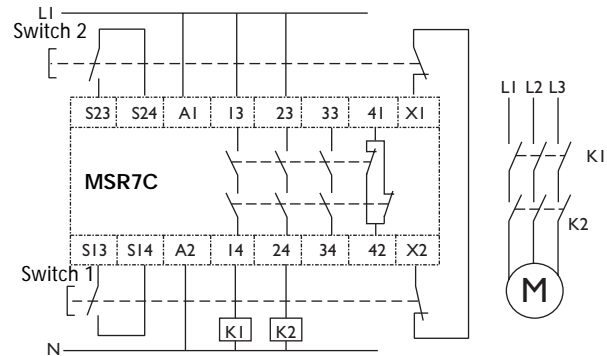 L1
Switch 2
S23 S24 A1 13 23 33 41 X1
L1 L2 L3
K1
MSR7C
K2
S13 S14 A2 14 24 34 42 X2
Switch 1
M
K1 K2
N